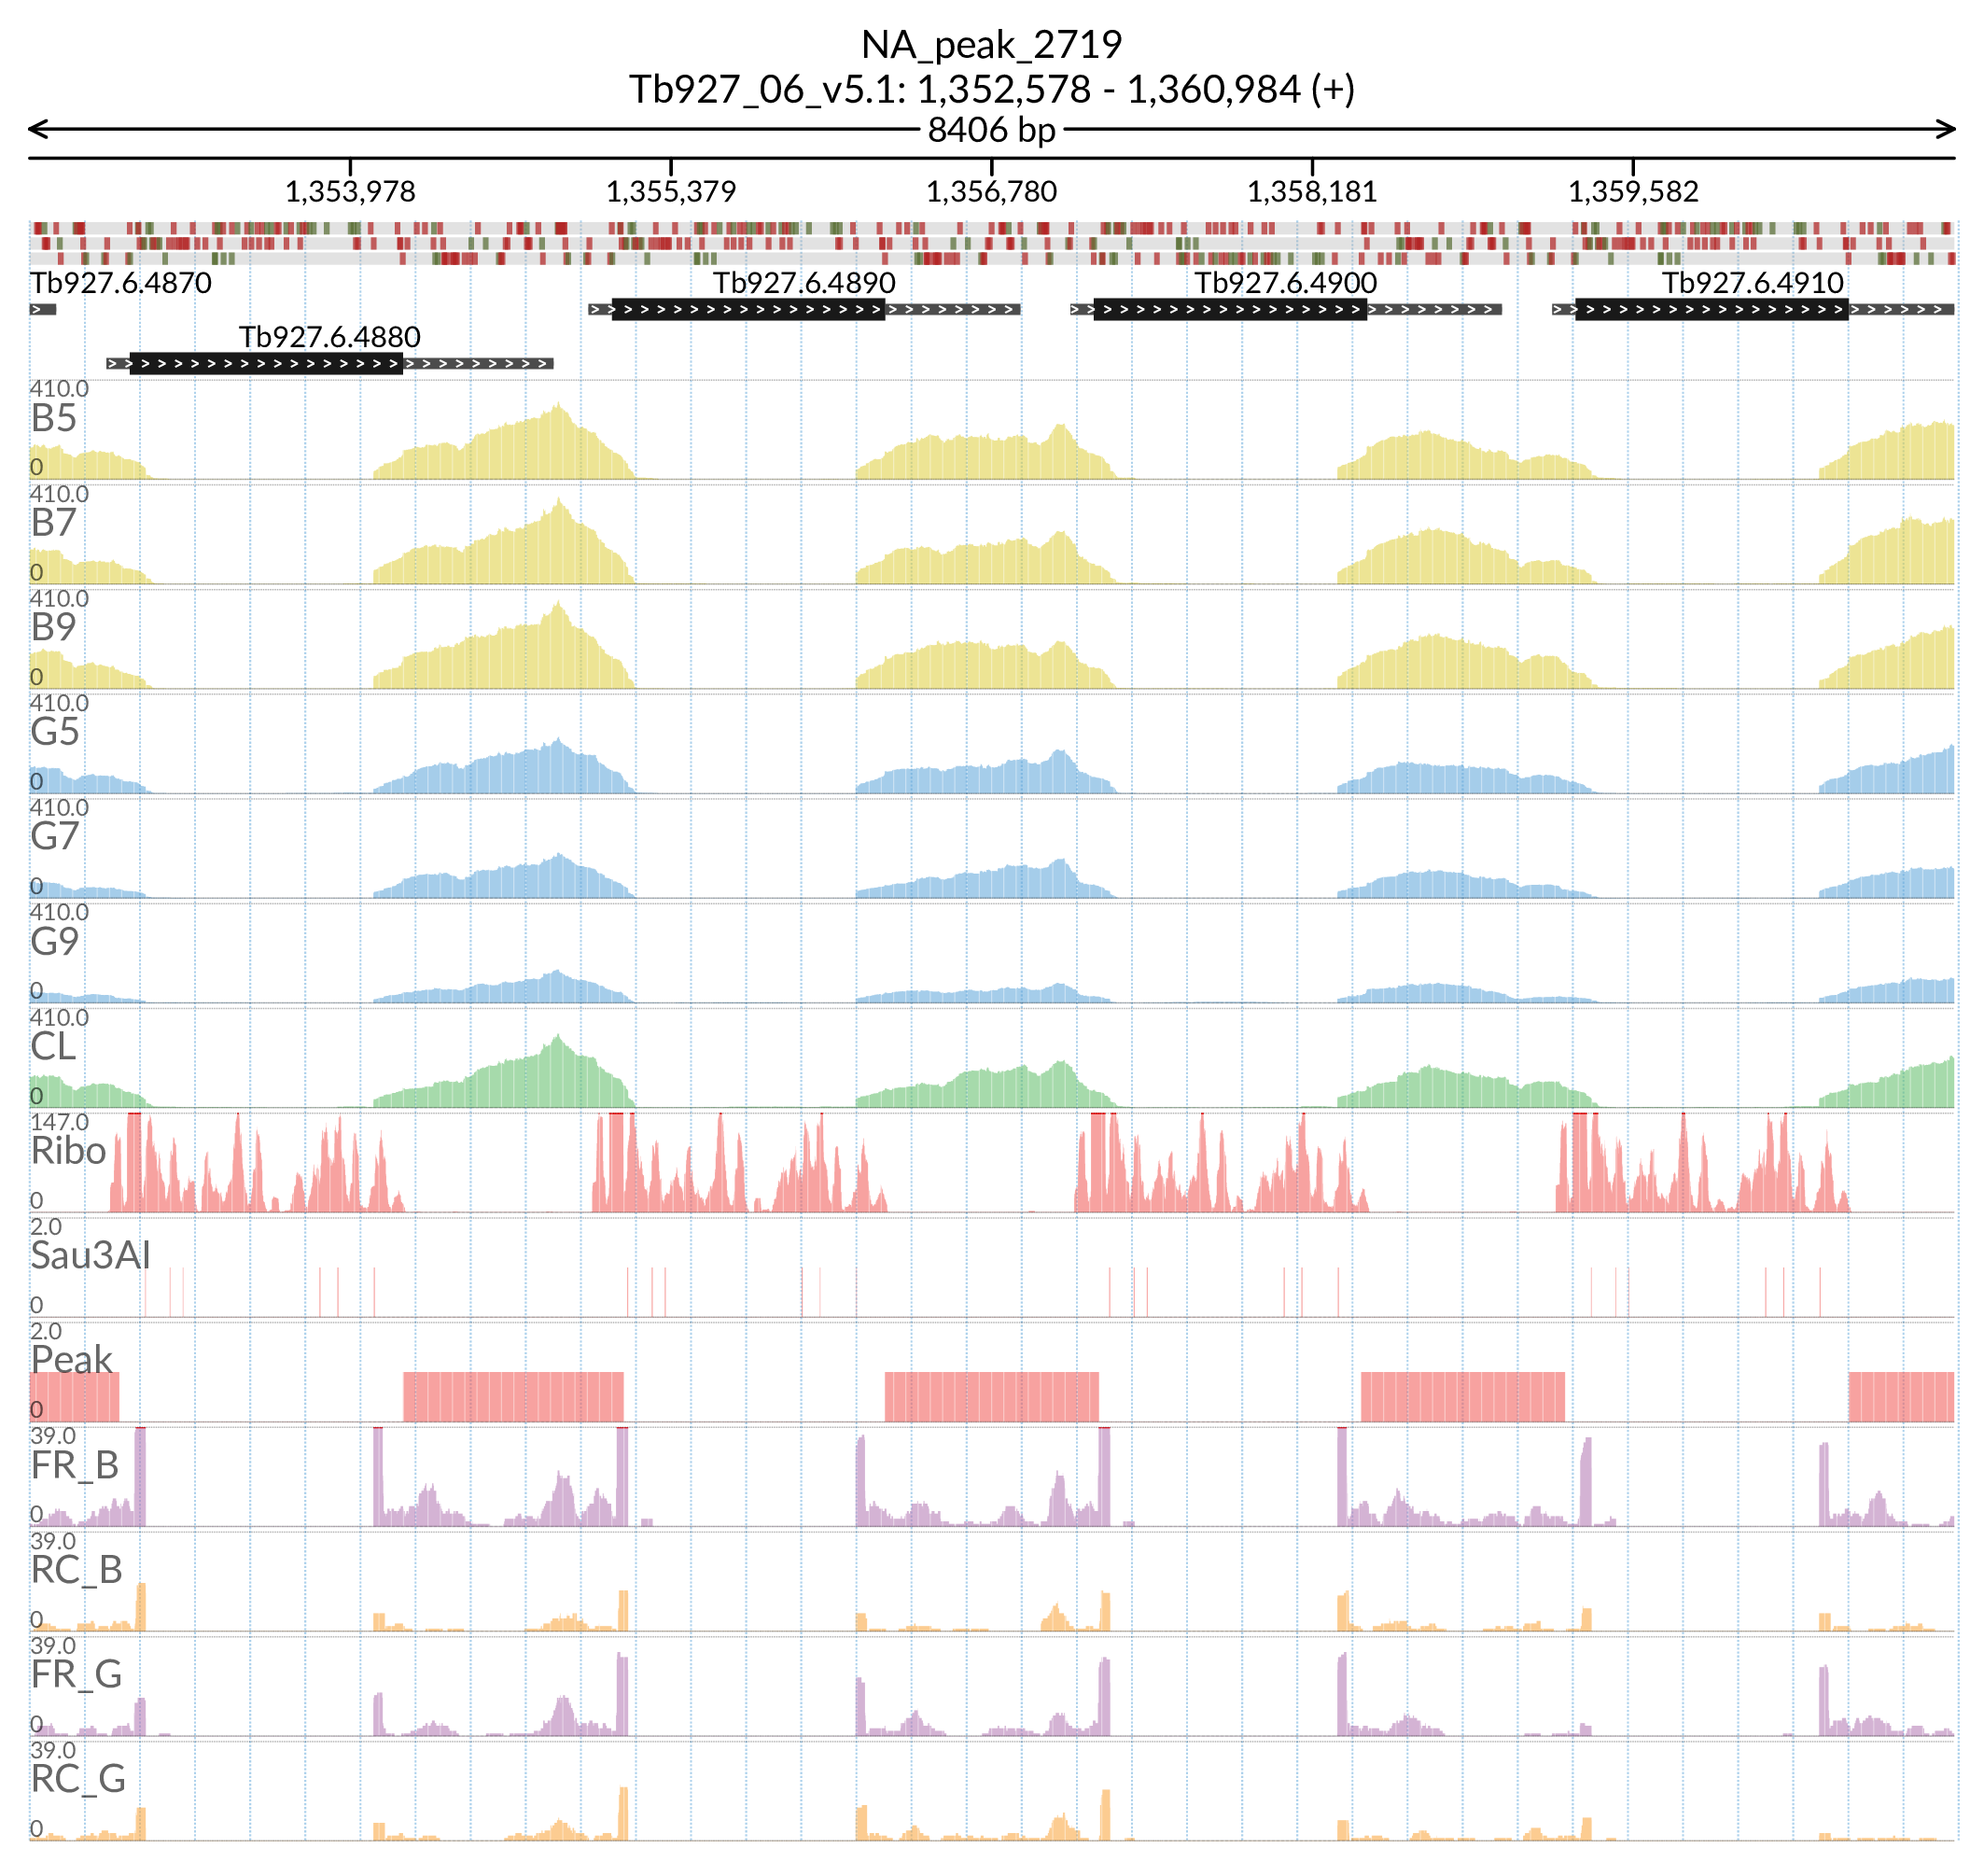 NA_peak_2719
Tb927_06_v5.1: 1,352,578 - 1,360,984 (+)
8406 bp
1,353,978 1,355,379 1,356,780 1,358,181 1,359,582
Tb927.6.4870 Tb927.6.4890 Tb927.6.4900 Tb927.6.4910
Tb927.6.4880
410.0
B5
0
410.0
B7
0
410.0
B9
0
410.0
G5
0
410.0
G7
0
410.0
G9
0
410.0
CL
0
147.0
Ribo
0
2.0
Sau3AI
0
2.0
Peak
0
39.0
FR_B
0
39.0
RC_B
0
39.0
FR_G
0
39.0
RC_G
0